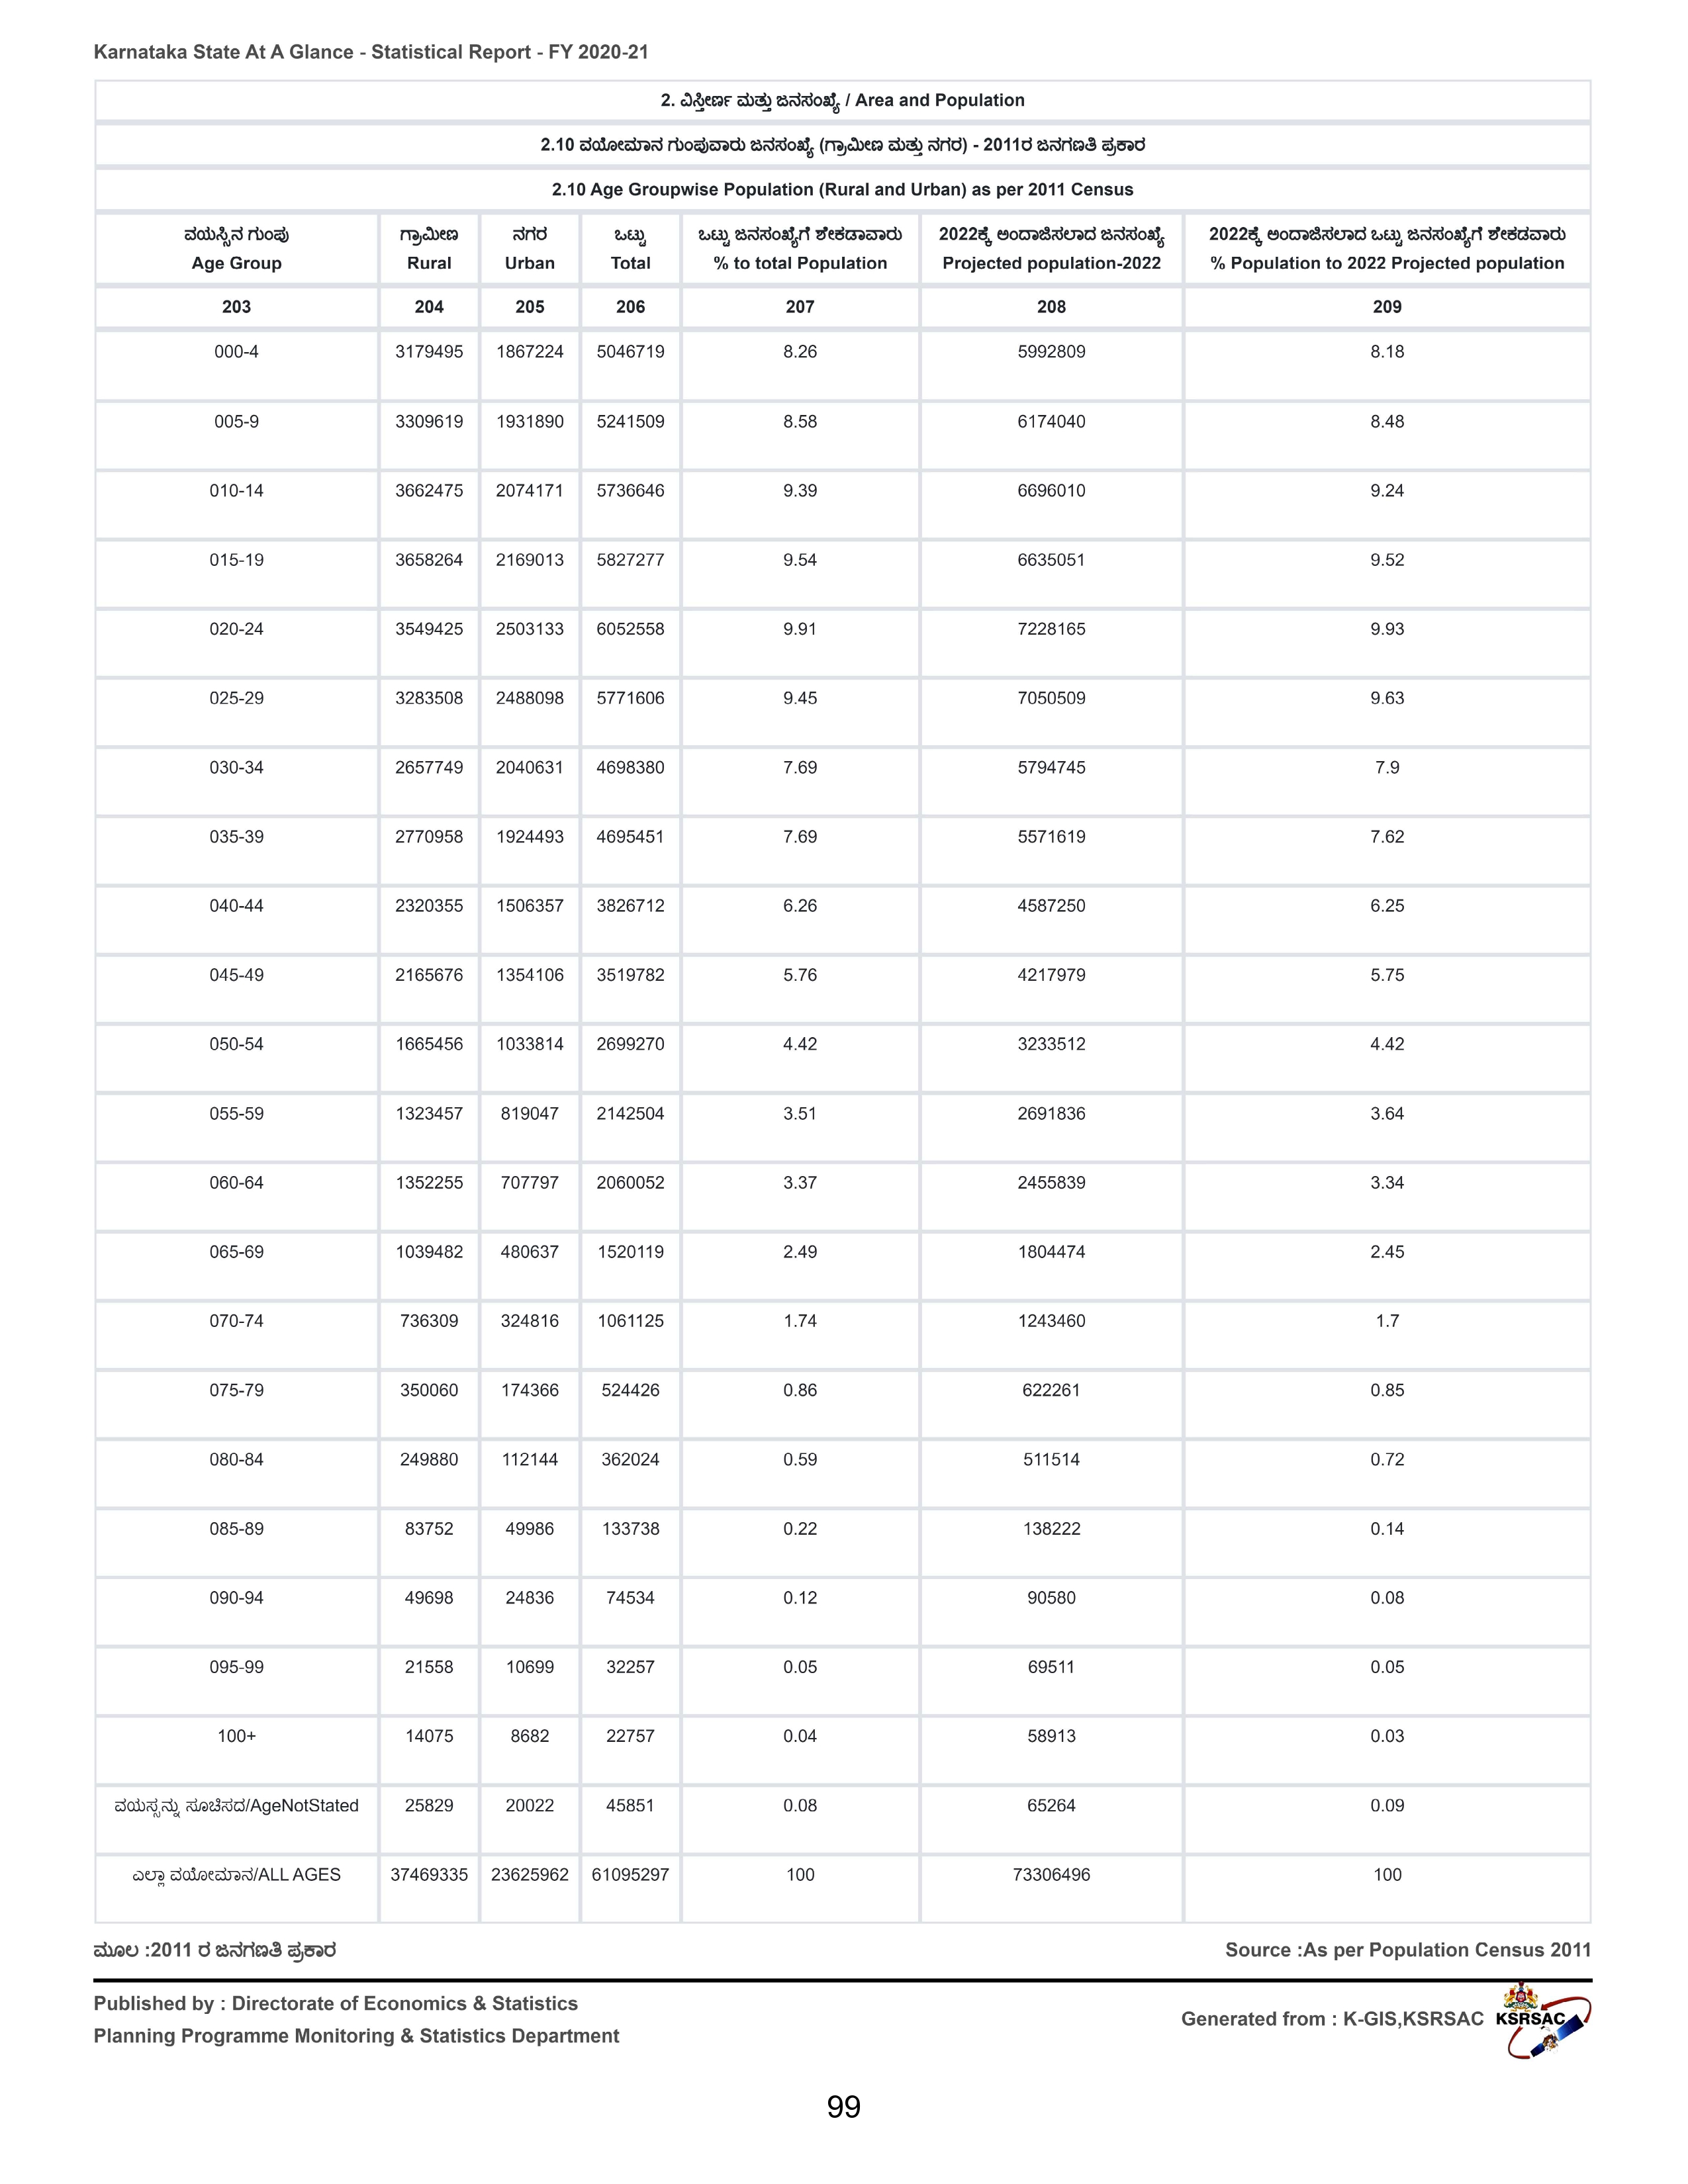 Karnataka State At A Glance - Statistical Report - FY 2020-21
2. ವಿಸ್ತೀರ್ಣ ಮತ್ತು ಜನಸಂಖ್ಯೆ / Area and Population
2.10 ವಯೋಮಾನ ಗುಂಪುವಾರು ಜನಸಂಖ್ಯೆ (ಗ್ರಾಮೀಣ ಮತ್ತು ನಗರ) - 2011ರ ಜನಗಣತಿ ಪ್ರಕಾರ
2.10 Age Groupwise Population (Rural and Urban) as per 2011 Census
ವಯಸ್ಸಿನ ಗುಂಪು ಗ್ರಾಮೀಣ ನಗರ ಒಟ್ಟು ಒಟ್ಟು ಜನಸಂಖ್ಯೆಗೆ ಶೇಕಡಾವಾರು 2022ಕ್ಕೆ ಅಂದಾಜಿಸಲಾದ ಜನಸಂಖ್ಯೆ 2022ಕ್ಕೆ ಅಂದಾಜಿಸಲಾದ ಒಟ್ಟು ಜನಸಂಖ್ಯೆಗೆ ಶೇಕಡವಾರು
Age Group Rural Urban Total % to total Population Projected population-2022 % Population to 2022 Projected population
203 204 205 206 207 208 209
000-4 3179495 1867224 5046719 8.26 5992809 8.18
005-9 3309619 1931890 5241509 8.58 6174040 8.48
010-14 3662475 2074171 5736646 9.39 6696010 9.24
015-19 3658264 2169013 5827277 9.54 6635051 9.52
020-24 3549425 2503133 6052558 9.91 7228165 9.93
025-29 3283508 2488098 5771606 9.45 7050509 9.63
030-34 2657749 2040631 4698380 7.69 5794745 7.9
035-39 2770958 1924493 4695451 7.69 5571619 7.62
040-44 2320355 1506357 3826712 6.26 4587250 6.25
045-49 2165676 1354106 3519782 5.76 4217979 5.75
050-54 1665456 1033814 2699270 4.42 3233512 4.42
055-59 1323457 819047 2142504 3.51 2691836 3.64
060-64 1352255 707797 2060052 3.37 2455839 3.34
065-69 1039482 480637 1520119 2.49 1804474 2.45
070-74 736309 324816 1061125 1.74 1243460 1.7
075-79 350060 174366 524426 0.86 622261 0.85
080-84 249880 112144 362024 0.59 511514 0.72
085-89 83752 49986 133738 0.22 138222 0.14
090-94 49698 24836 74534 0.12 90580 0.08
095-99 21558 10699 32257 0.05 69511 0.05
100+ 14075 8682 22757 0.04 58913 0.03
ವಯಸ್ಸನ್ನು ಸೂಚಿಸದ/AgeNotStated 25829 20022 45851 0.08 65264 0.09
ಎಲ್ಲಾ ವಯೋಮಾನ/ALL AGES 37469335 23625962 61095297 100 73306496 100
ಮೂಲ :2011 ರ ಜನಗಣತಿ ಪ್ರಕಾರ Source :As per Population Census 2011
Published by : Directorate of Economics & Statistics
Planning Programme Monitoring & Statistics Department
Generated from : K-GIS,KSRSAC KSRSAC
99